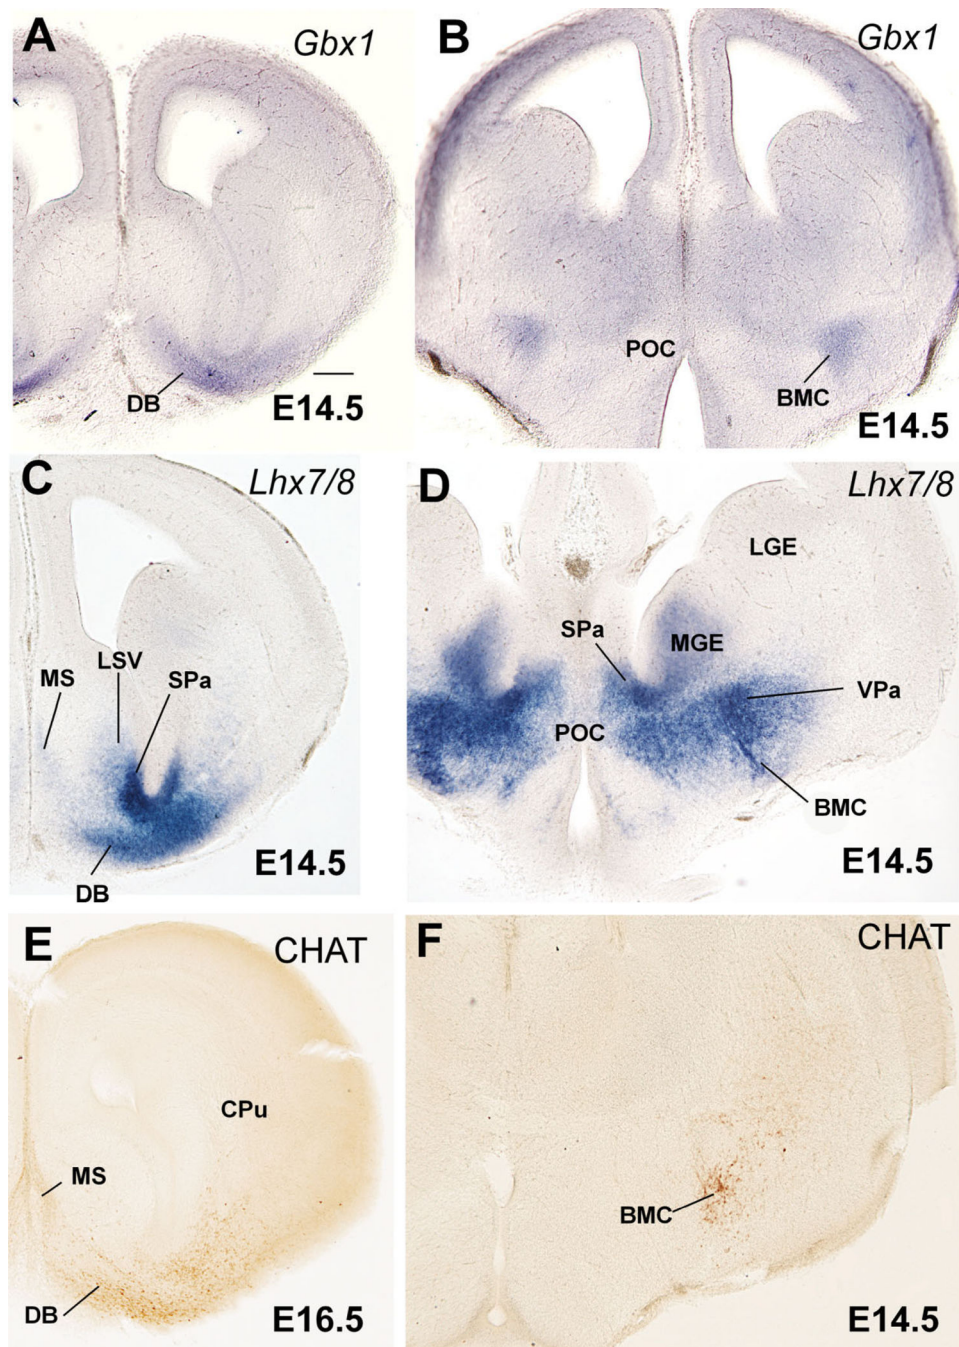 A
Gbx1
DB
E14.5
B
Gbx1
POC
BMC
E14.5
C
Lhx7/8
MS
LSV
SPa
DB
E14.5
D
Lhx7/8
LGE
SPa
MGE
VPa
POC
BMC
E14.5
E
CHAT
CPu
MS
DB
E16.5
F
CHAT
BMC
E14.5